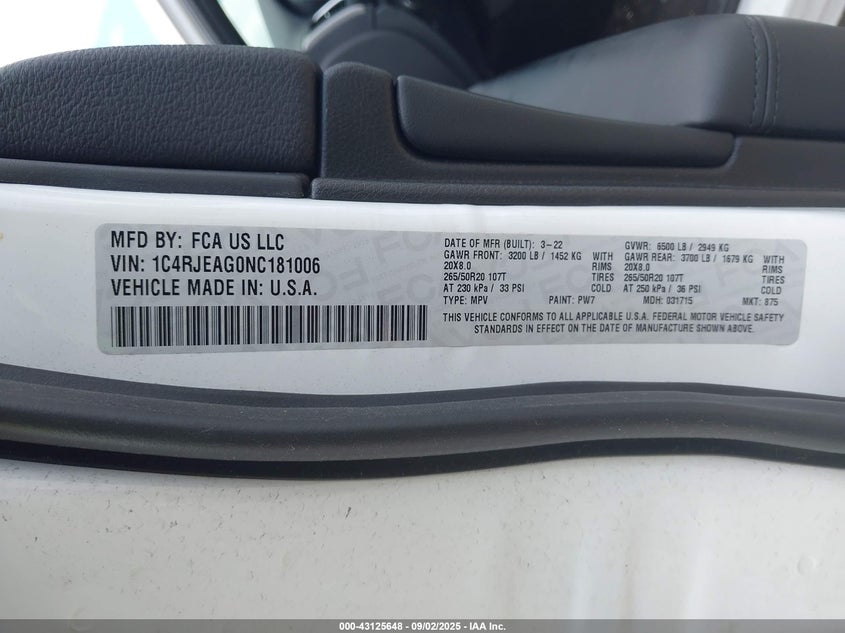 MFD BY: FCA US LLC
VIN: 1C4RJEAG0NC181006
VEHICLE MADE IN: U.S.A.
DATE OF MFR (BUILT): 3-22 GVWR: 6500 LB / 2949 KG
GAWR FRONT: 3200 LB / 1452 KG GAWR REAR: 3700 LB / 1679 KG
20X8.0 RIMS 20X8.0 RIMS
265/50R20 107T TIRES 265/50R20 107T TIRES
AT 230 kPa / 33 PSI COLD AT 250 kPa / 36 PSI COLD
TYPE: MPV PAINT: PW7 MDH: 031715 MKT: 875
THIS VEHICLE CONFORMS TO ALL APPLICABLE U.S.A. FEDERAL MOTOR VEHICLE SAFETY
STANDARDS IN EFFECT ON THE DATE OF MANUFACTURE SHOWN ABOVE.
000-43125648 - 09/02/2025 - IAA Inc.